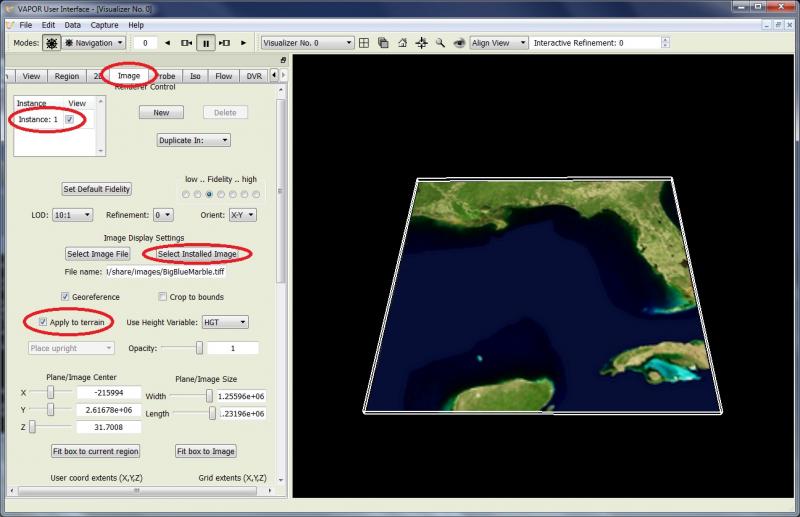 VAPOR User Interface - [Visualizer No. 0]
File Edit Data Capture Help
Modes: Navigation 0 Visualizer No. 0 Align View Interactive Refinement: 0
View Region 2D Image Probe Iso Flow DVR
Renderer Control
Instance View
Instance: 1
New Delete
Duplicate In:
low .. Fidelity .. high
Set Default Fidelity
LOD: 10:1 Refinement: 0 Orient: X-Y
Image Display Settings
Select Image File Select Installed Image
File name: l/share/images/BigBlueMarble.tiff
Georeference Crop to bounds
Apply to terrain Use Height Variable: HGT
Place upright Opacity: 1
Plane/Image Center Plane/Image Size
X -215994 Width 1.25596e+06
Y 2.61678e+06 Length .23196e+06
Z 31.7008
Fit box to current region Fit box to Image
User coord extents (X,Y,Z) Grid extents (X,Y,Z)